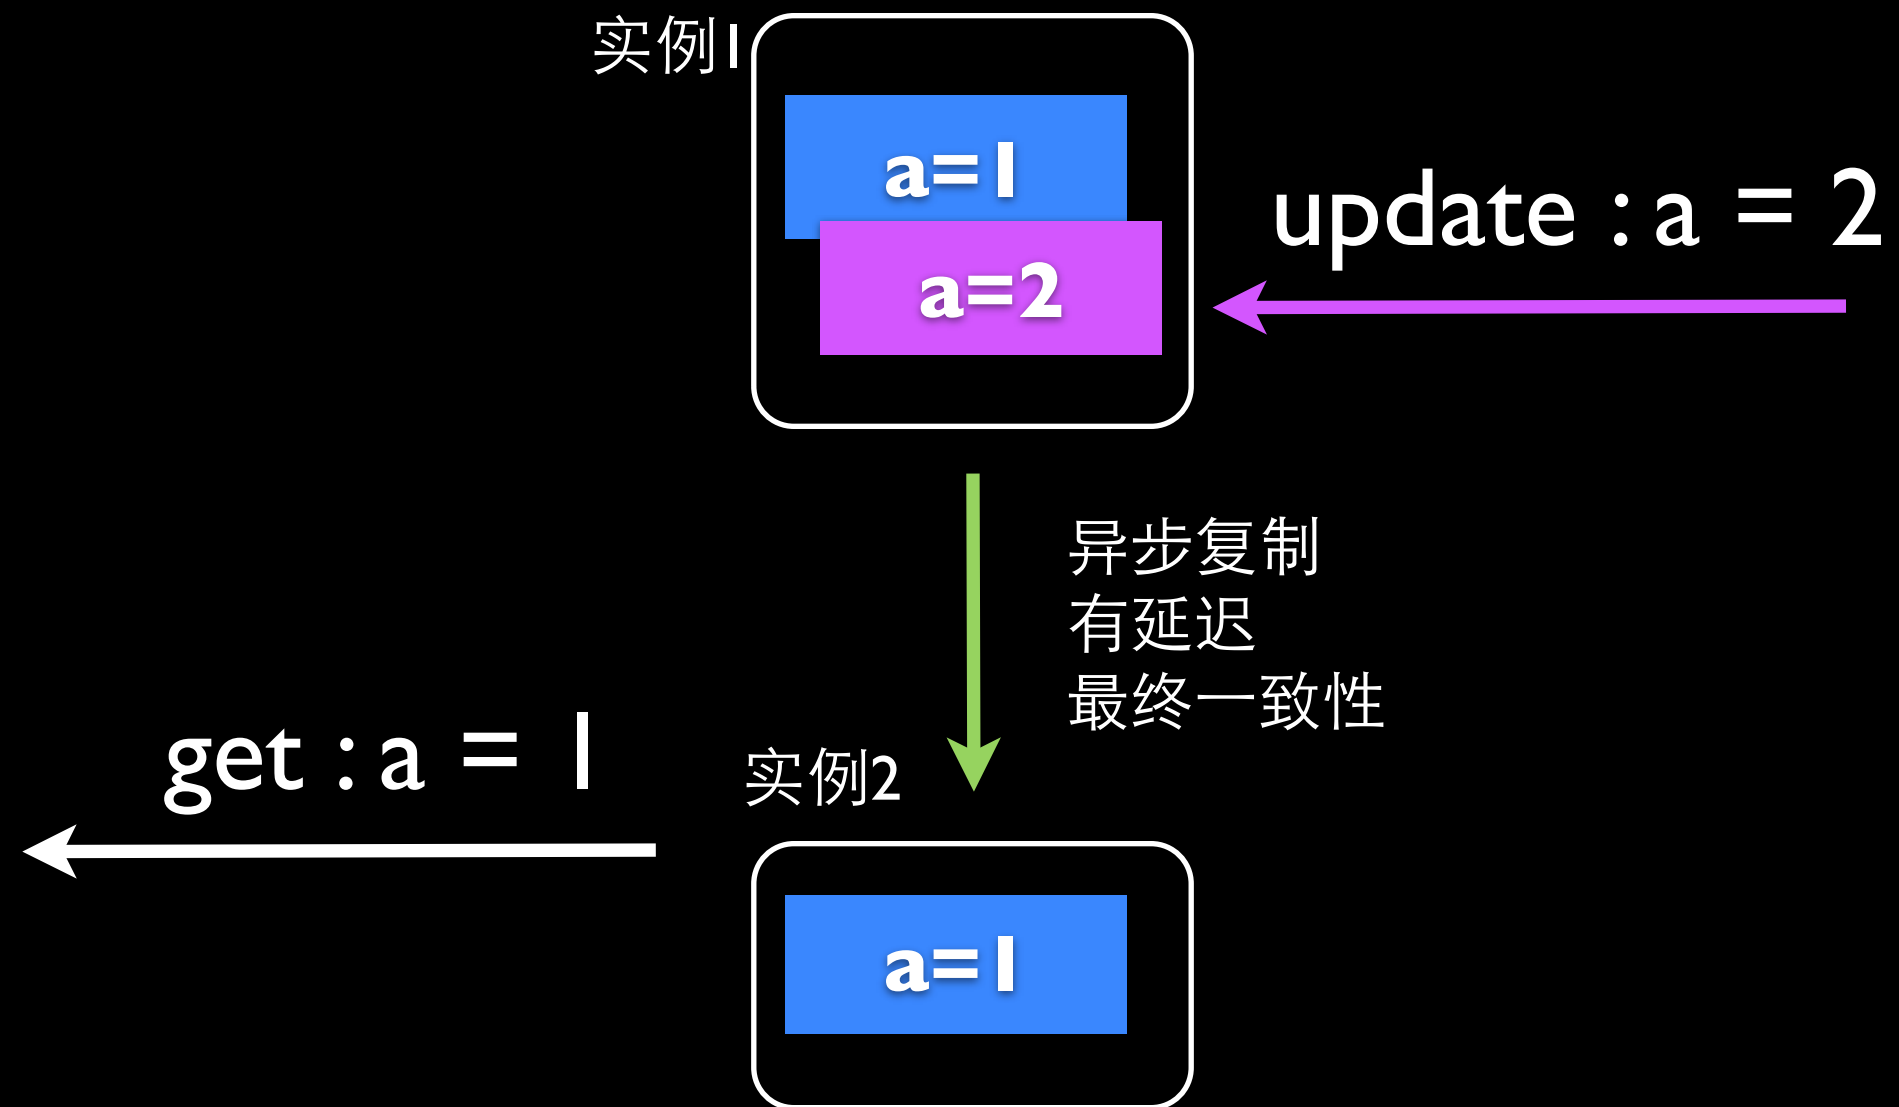 实例1
a=1
update : a = 2
a=2
异步复制
有延迟
最终一致性
get : a = 1
实例2
a=1